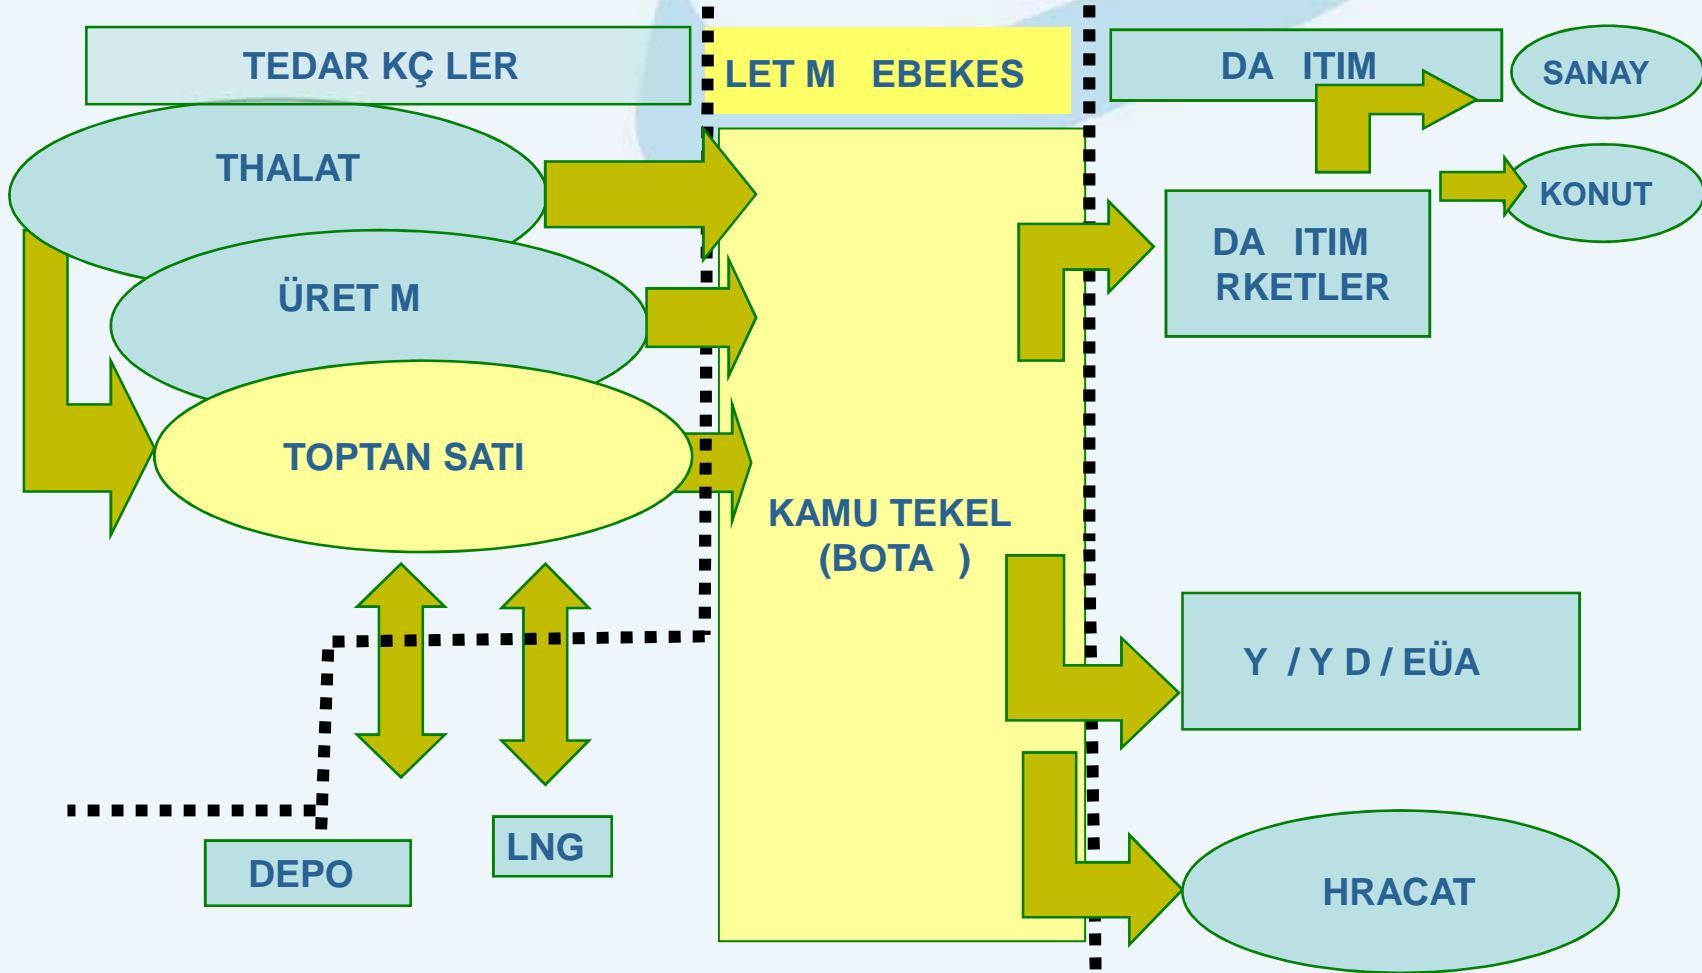 TEDAR KÇ LER
LET M EBEKES
DA ITIM
SANAY
THALAT
KONUT
DA ITIM
RKETLER
ÜRET M
TOPTAN SATI
KAMU TEKEL
(BOTA )
Y / Y D / EÜA
LNG
DEPO
HRACAT